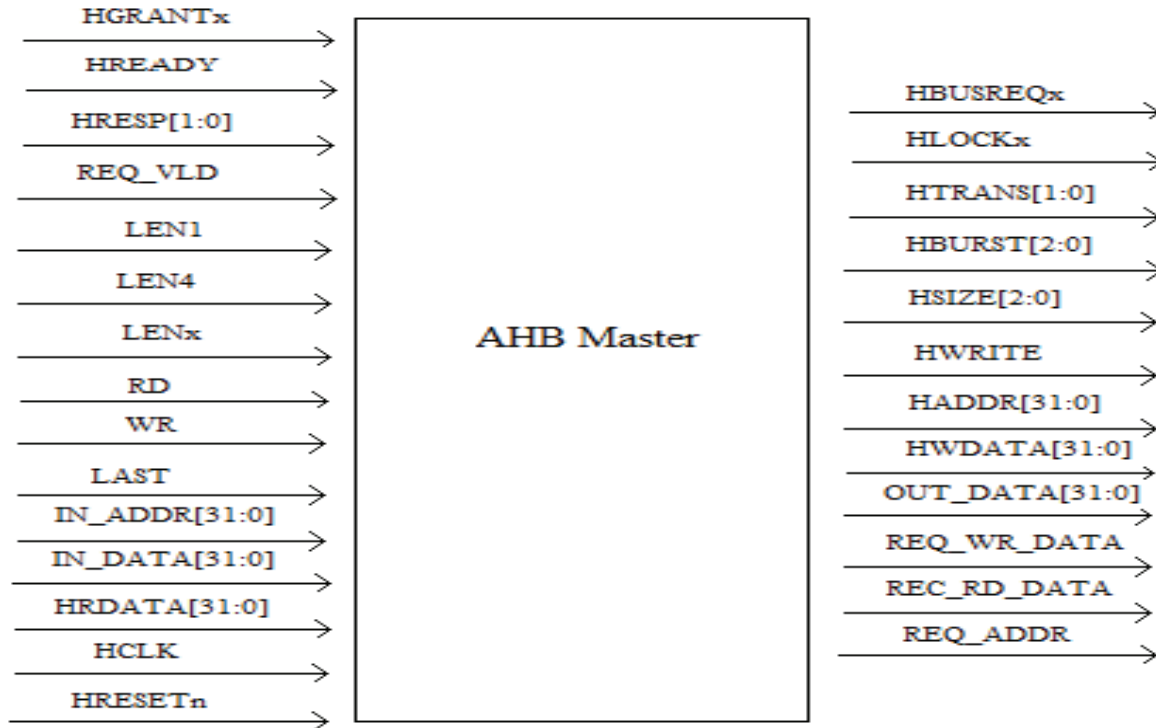 HGRANTx
HREADY
HRESP[1:0]
REQ_VLD
LEN1
LEN4
LENx
RD
WR
LAST
IN_ADDR[31:0]
IN_DATA[31:0]
HRDATA[31:0]
HCLK
HRESETn
AHB Master
HBUSREQx
HLOCKx
HTRANS[1:0]
HBURST[2:0]
HSIZE[2:0]
HWRITE
HADDR[31:0]
HWDATA[31:0]
OUT_DATA[31:0]
REQ_WR_DATA
REC_RD_DATA
REQ_ADDR